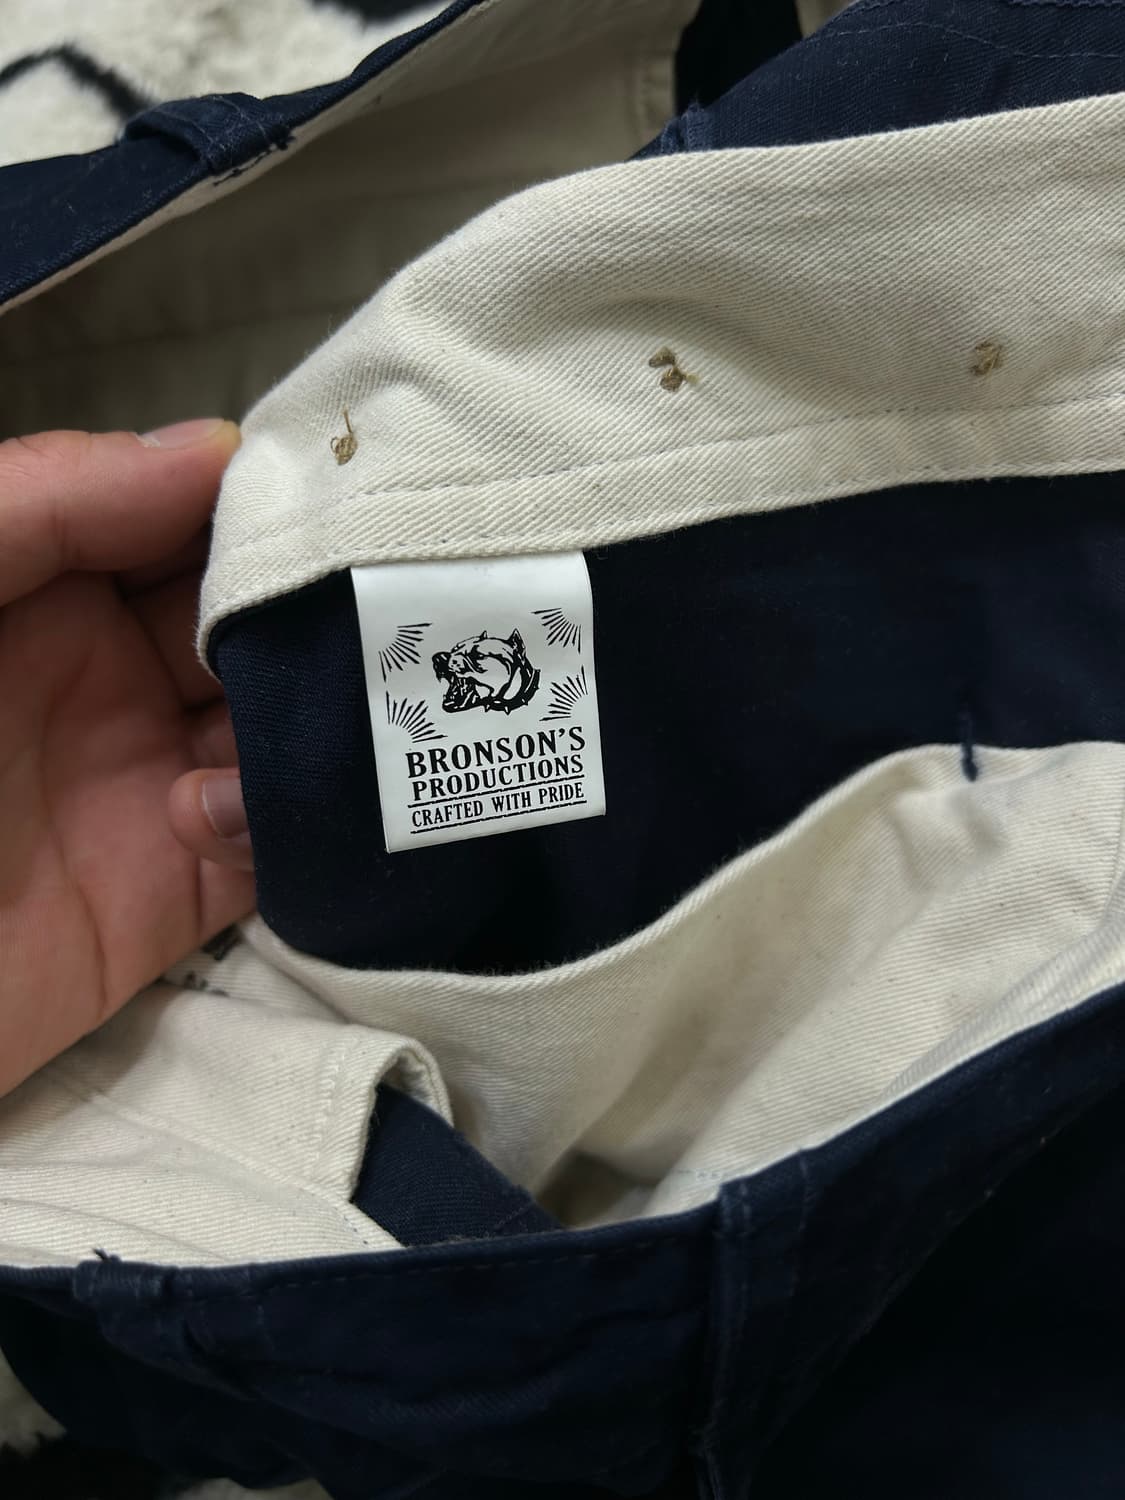 BRONSON'S
PRODUCTIONS
CRAFTED WITH PRIDE